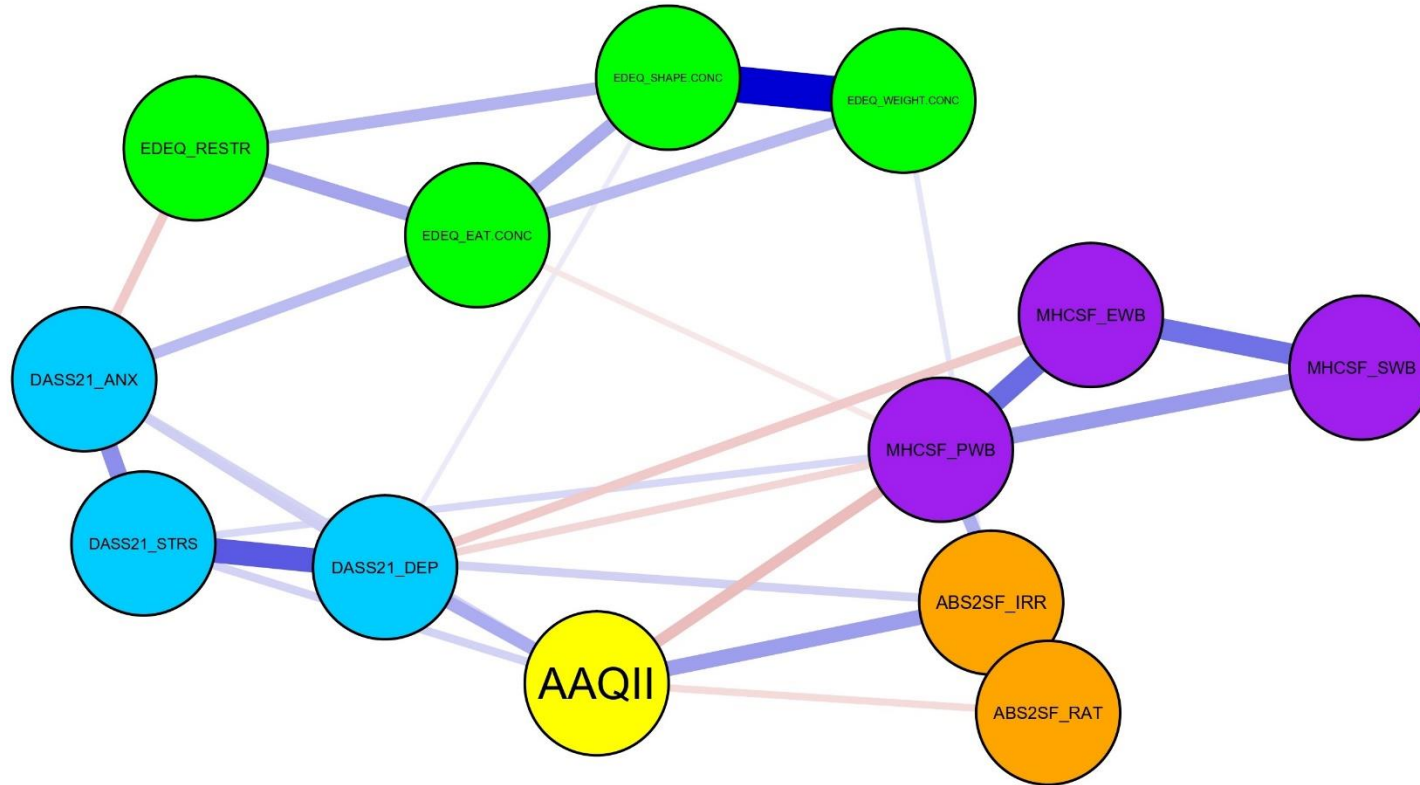 EDEQ_SHAPE.CONC
EDEQ_WEIGHT.CONC
EDEQ_RESTR
EDEQ_EAT.CONC
MHCSF_EWB
MHCSF_SWB
DASS21_ANX
MHCSF_PWB
DASS21_STRS
DASS21_DEP
ABS2SF_IRR
AAQII
ABS2SF_RAT